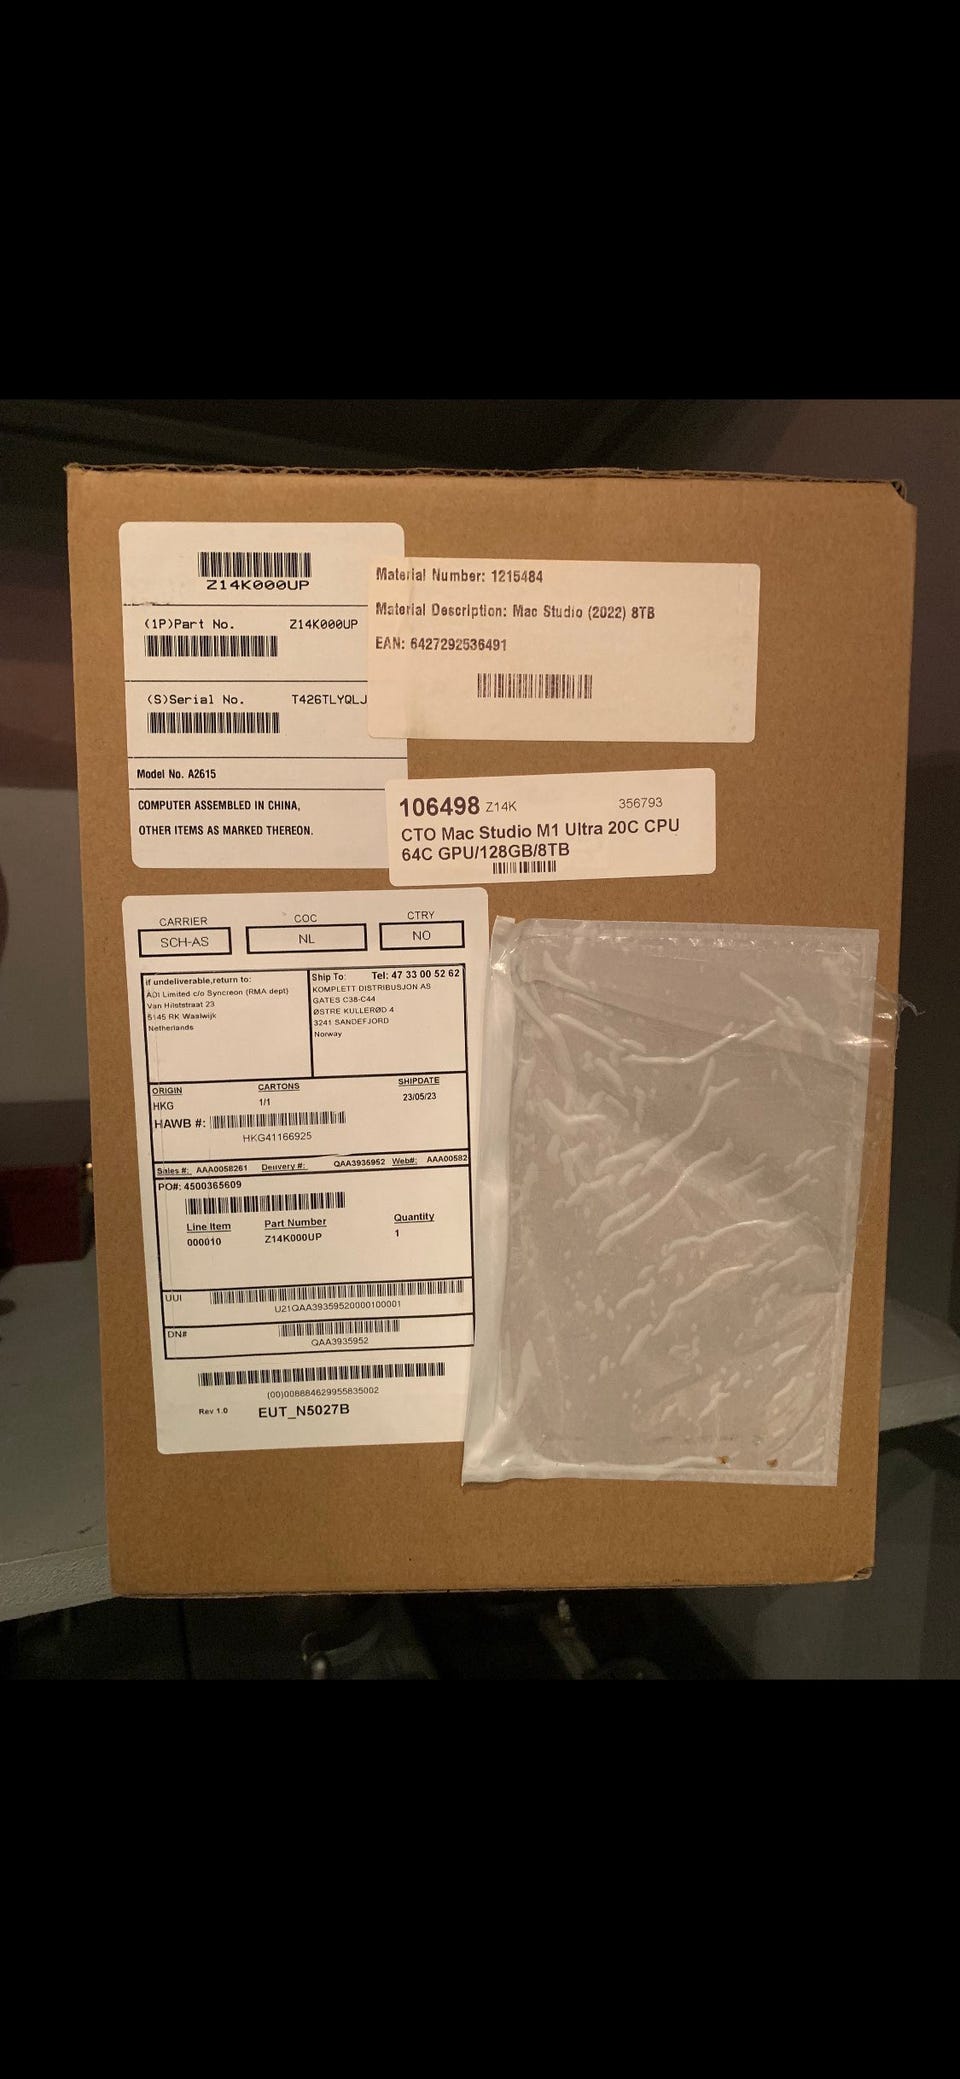 Z14K000UP
(1P)Part No. Z14K000UP
(S)Serial No. T426TLYQLJ
Model No. A2615
COMPUTER ASSEMBLED IN CHINA,
OTHER ITEMS AS MARKED THEREON.
Material Number: 1215484
Material Description: Mac Studio (2022) 8TB
EAN: 6427292536491
106498 Z14K 356793
CTO Mac Studio M1 Ultra 20C CPU
64C GPU/128GB/8TB
CARRIER COC CTRY
SCH-AS NL NO
if undeliverable,return to:
ADI Limited c/o Syncreon (RMA dept)
Van Hilststraat 23
5145 RK Waalwijk
Netherlands
Ship To: Tel: 47 33 00 52 62
KOMPLETT DISTRIBUSJON AS
GATES C38-C44
ØSTRE KULLERØD 4
3241 SANDEFJORD
Norway
ORIGIN CARTONS SHIPDATE
HKG 1/1 23/05/23
HAWB #:
HKG41166925
Sales #: AAA0058261 Delivery #: QAA3935952 Web#: AAA00582
PO#: 4500365609
Line Item Part Number Quantity
000010 Z14K000UP 1
UUI
U21QAA39359520000100001
DN#
QAA3935952
(00)008884629955835002
Rev 1.0 EUT_N5027B